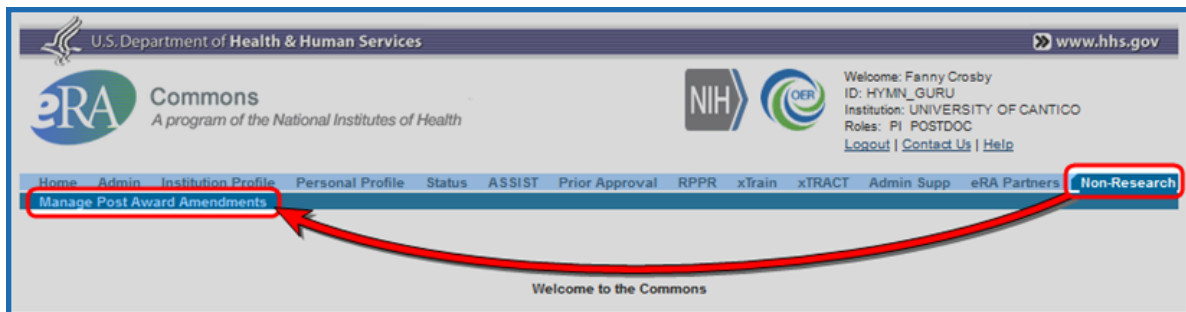 U.S. Department of Health & Human Services
www.hhs.gov
eRA
Commons
A program of the National Institutes of Health
NIH
OER
Welcome: Fanny Crosby
ID: HYMN_GURU
Institution: UNIVERSITY OF CANTICO
Roles: PI POSTDOC
Logout | Contact Us | Help
Home Admin Institution Profile Personal Profile Status ASSIST Prior Approval RPPR xTrain xTRACT Admin Supp eRA Partners Non-Research
Manage Post Award Amendments
Welcome to the Commons